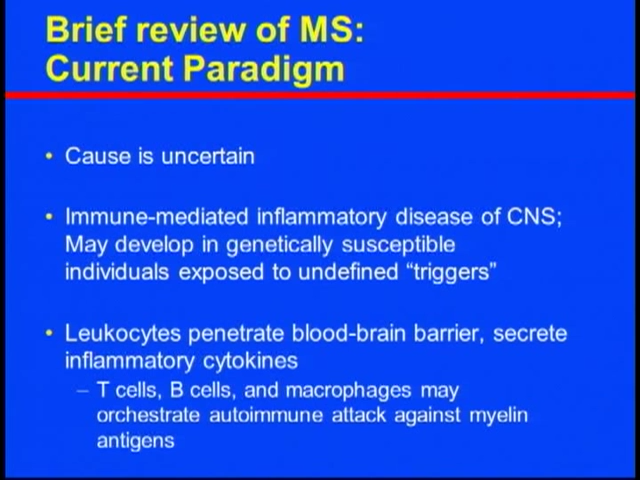 Brief review of MS:
Current Paradigm
• Cause is uncertain
• Immune-mediated inflammatory disease of CNS;
May develop in genetically susceptible
individuals exposed to undefined “triggers”
• Leukocytes penetrate blood-brain barrier, secrete
inflammatory cytokines
– T cells, B cells, and macrophages may
orchestrate autoimmune attack against myelin
antigens